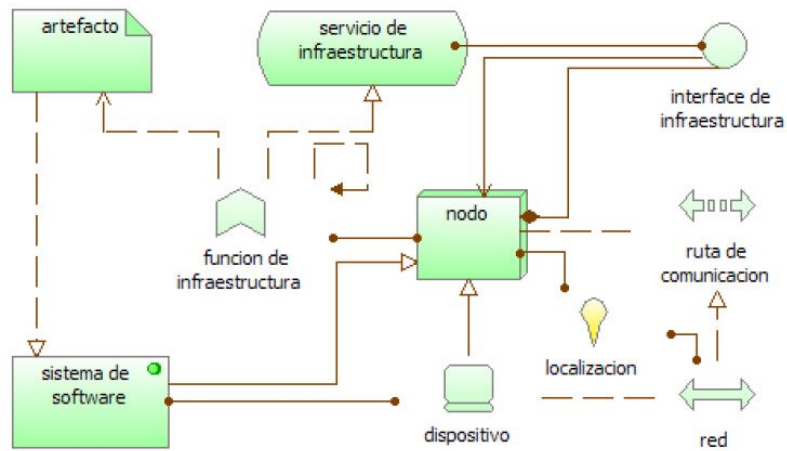 artefacto
servicio de
infraestructura
interface de
infraestructura
nodo
funcion de
infraestructura
ruta de
comunicacion
sistema de
software
localizacion
dispositivo
red